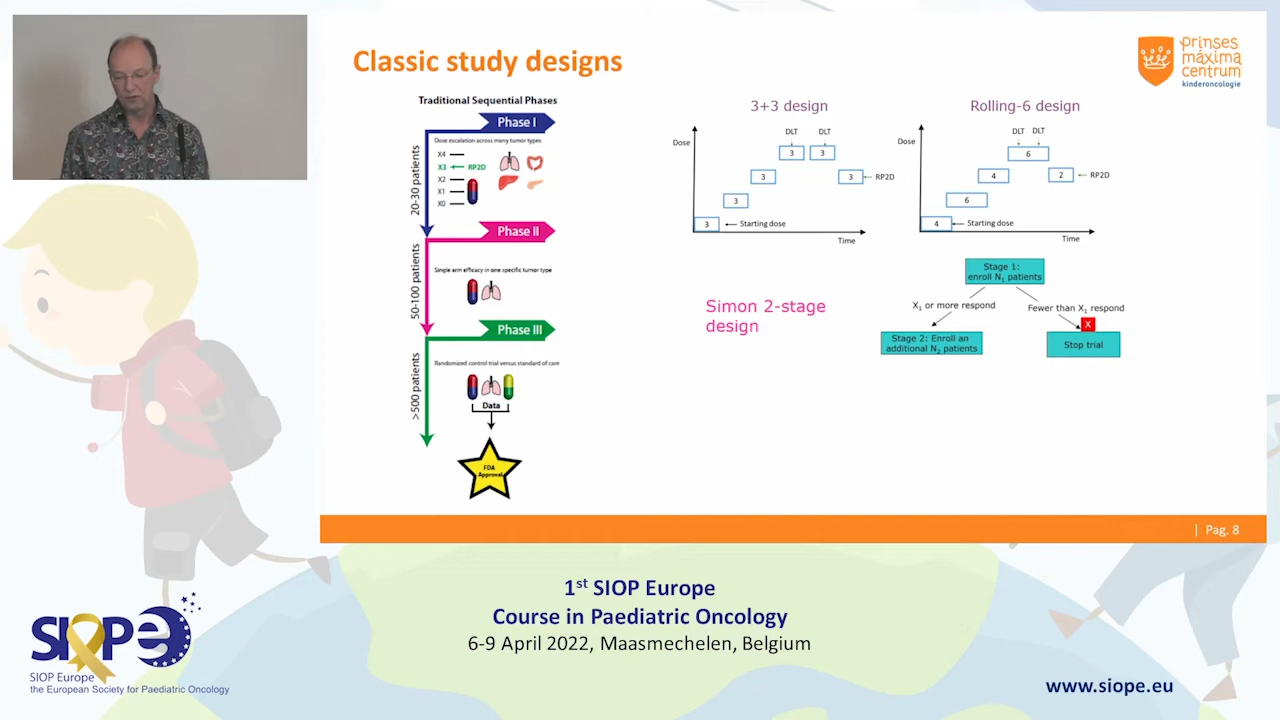 Classic study designs
prinses
máxima
centrum
kinderoncologie
Traditional Sequential Phases
Phase I
Dose escalation across many tumor types
20-30 patients
X4
X3
RP2D
X2
X1
X0
Phase II
50-100 patients
Single arm efficacy in one specific tumor type
Phase III
>500 patients
Randomized control trial versus standard of care
Data
FDA
Approval
3+3 design
Dose
DLT
DLT
3
3
3
3
RP2D
3
3
Starting dose
Time
Rolling-6 design
Dose
DLT
DLT
6
4
2
RP2D
6
4
Starting dose
Time
Simon 2-stage
design
Stage 1:
enroll N1 patients
X1 or more respond
Fewer than X1 respond
X
Stage 2: Enroll an
additional N2 patients
Stop trial
| Pag. 8
1st SIOP Europe
Course in Paediatric Oncology
6-9 April 2022, Maasmechelen, Belgium
SIOPe
SIOP Europe
the European Society for Paediatric Oncology
www.siope.eu